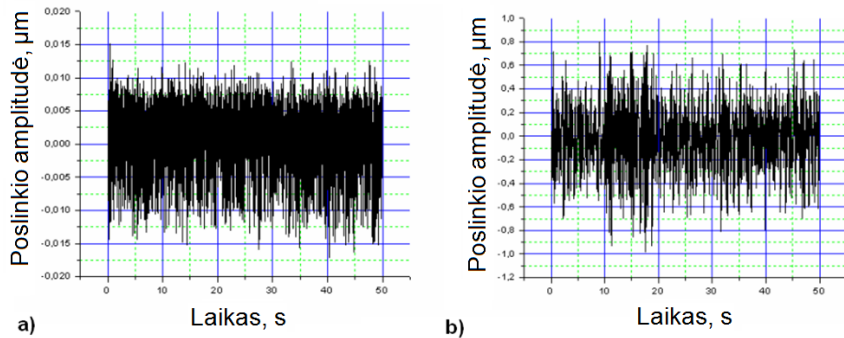 Poslinkio amplitudė, µm
0,020
0,015
0,010
0,005
0,000
-0,005
-0,010
-0,015
-0,020
0 10 20 30 40 50
Laikas, s
a)
Poslinkio amplitudė, µm
1,0
0,8
0,6
0,4
0,2
0,0
-0,2
-0,4
-0,6
-0,8
-1,0
-1,2
0 10 20 30 40 50
Laikas, s
b)